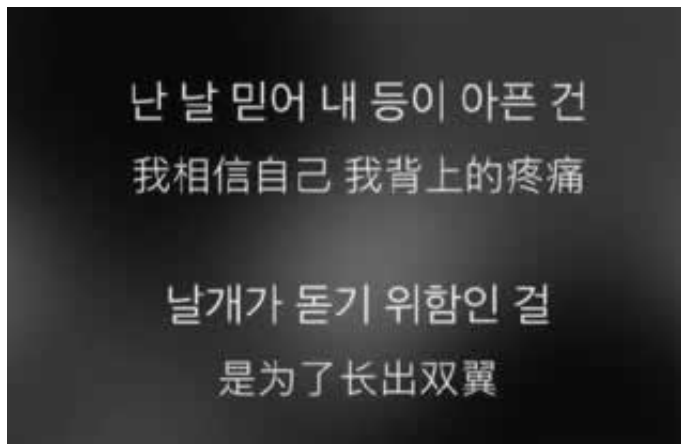 난 날 믿어 내 등이 아픈 건
我相信自己 我背上的疼痛
날개가 돋기 위함인 걸
是为了长出双翼